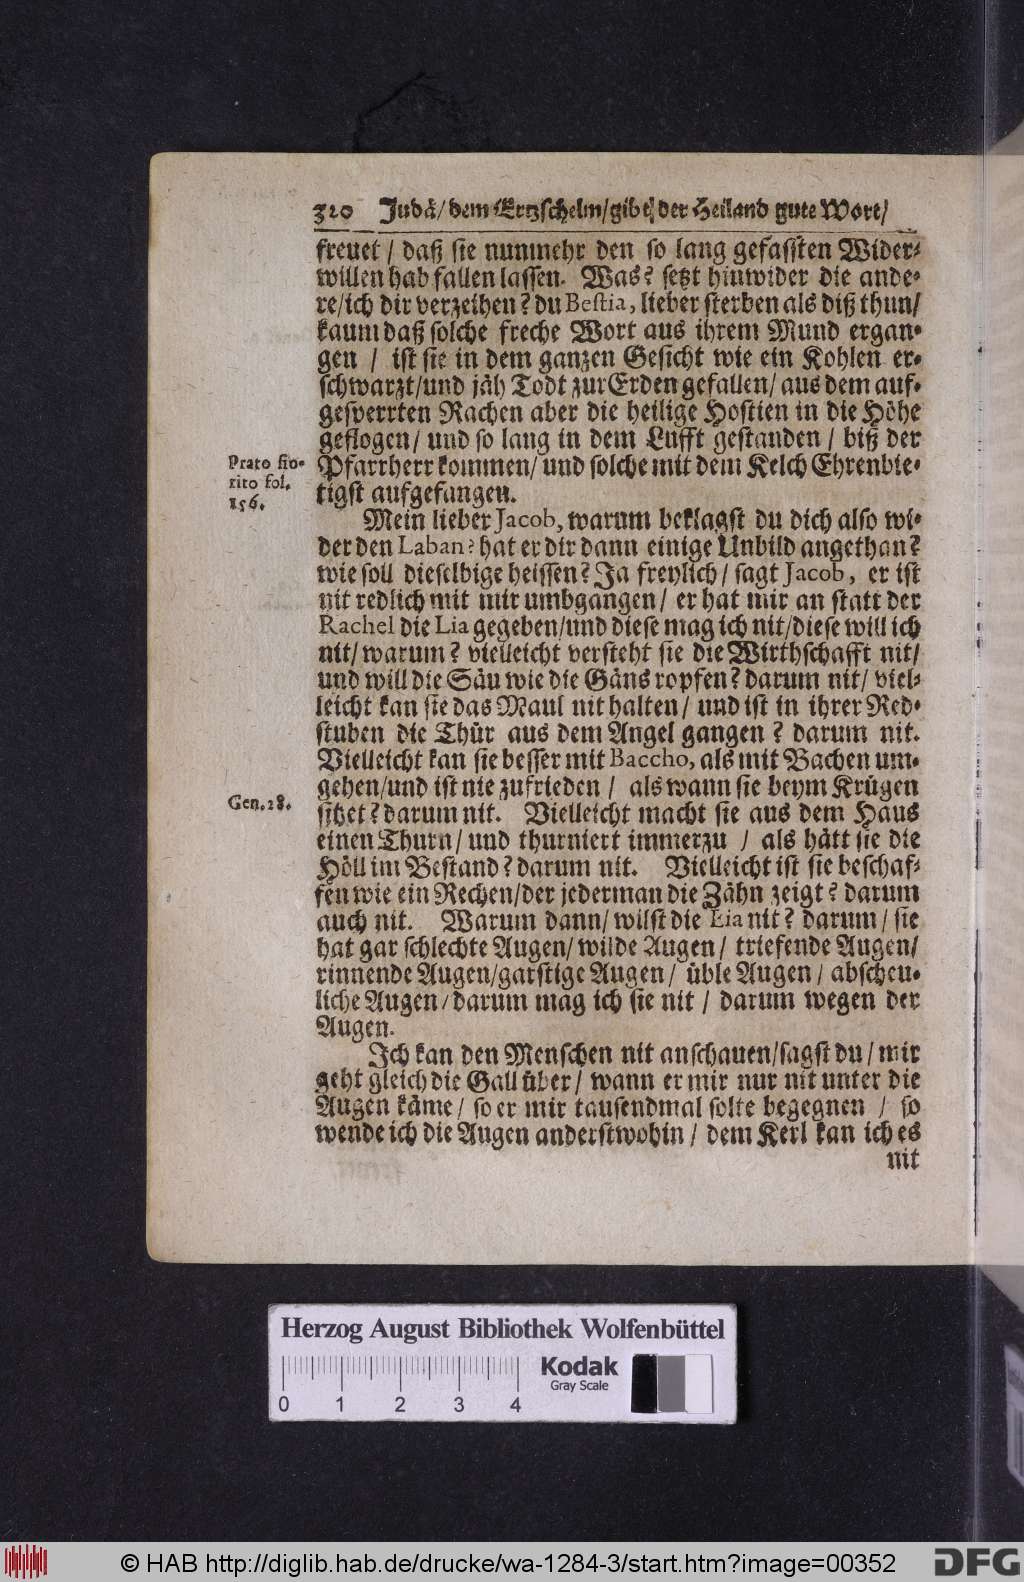 320 Judä/ dem Ertzschelm/gibt der Heiland gute Wort/
freuet / daß sie nunmehr den so lang gefassten Wider-
willen hab fallen lassen. Was? setzt hinwider die ande-
re/ich dir verzeihen? du Bestia, lieber sterben als diß thun/
kaum daß solche freche Wort aus ihrem Mund ergan-
gen / ist sie in dem ganzen Gesicht wie ein Kohlen er-
schwarzt/und jäh Todt zur Erden gefallen/ aus dem auf-
gesperrten Rachen aber die heilige Hostien in die Höhe
geflogen/ und so lang in dem Lufft gestanden / biß der
Prato fio-
rito fol.
156.
Pfarrherr kommen/ und solche mit dem Kelch Ehrenbie-
tigst aufgefangen.
Mein lieber Jacob, warum beklagst du dich also wi-
der den Laban? hat er dir dann einige Unbild angethan?
wie soll dieselbige heissen? Ja freylich/ sagt Jacob, er ist
nit redlich mit mir umbgangen/ er hat mir an statt der
Rachel die Lia gegeben/und diese mag ich nit/diese will ich
nit/ warum? vielleicht versteht sie die Wirthschafft nit/
und will die Säu wie die Gäns ropfen? darum nit/ viel-
leicht kan sie das Maul nit halten/ und ist in ihrer Red-
stuben die Thür aus dem Angel gangen? darum nit.
Vielleicht kan sie besser mit Baccho, als mit Bachen um-
gehen/und ist nie zufrieden / als wann sie beym Krügen
Gen. 28.
sitzet? darum nit. Vielleicht macht sie aus dem Haus
einen Thurn/ und thurniert immerzu / als hätt sie die
Höll im Bestand? darum nit. Vielleicht ist sie beschaf-
fen wie ein Rechen/der jederman die Zähn zeigt? darum
auch nit. Warum dann/ wilst die Lia nit? darum/ sie
hat gar schlechte Augen/ wilde Augen/ triefende Augen/
rinnende Augen/garstige Augen/ üble Augen/ abscheu-
liche Augen/darum mag ich sie nit / darum wegen der
Augen.
Ich kan den Menschen nit anschauen/sagst du/ mir
geht gleich die Gall über/ wann er mir nur nit unter die
Augen käme/ so er mir tausendmal solte begegnen / so
wende ich die Augen anderstwohin/ dem Kerl kan ich es
nit
Herzog August Bibliothek Wolfenbüttel
0 1 2 3 4
Kodak
Gray Scale
© HAB http://diglib.hab.de/drucke/wa-1284-3/start.htm?image=00352
DFG